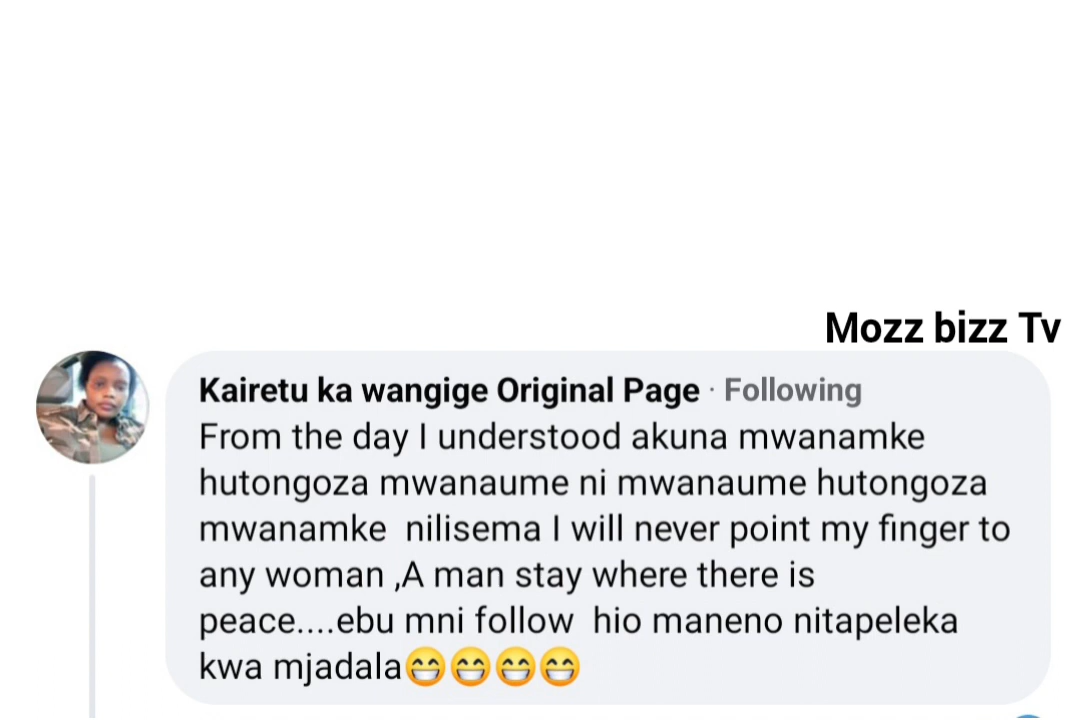 Mozz bizz Tv
Kairetu ka wangige Original Page · Following
From the day I understood akuna mwanamke
hutongoza mwanaume ni mwanaume hutongoza
mwanamke  nilisema I will never point my finger to
any woman ,A man stay where there is
peace....ebu mni follow  hio maneno nitapeleka
kwa mjadala😁😁😁😁